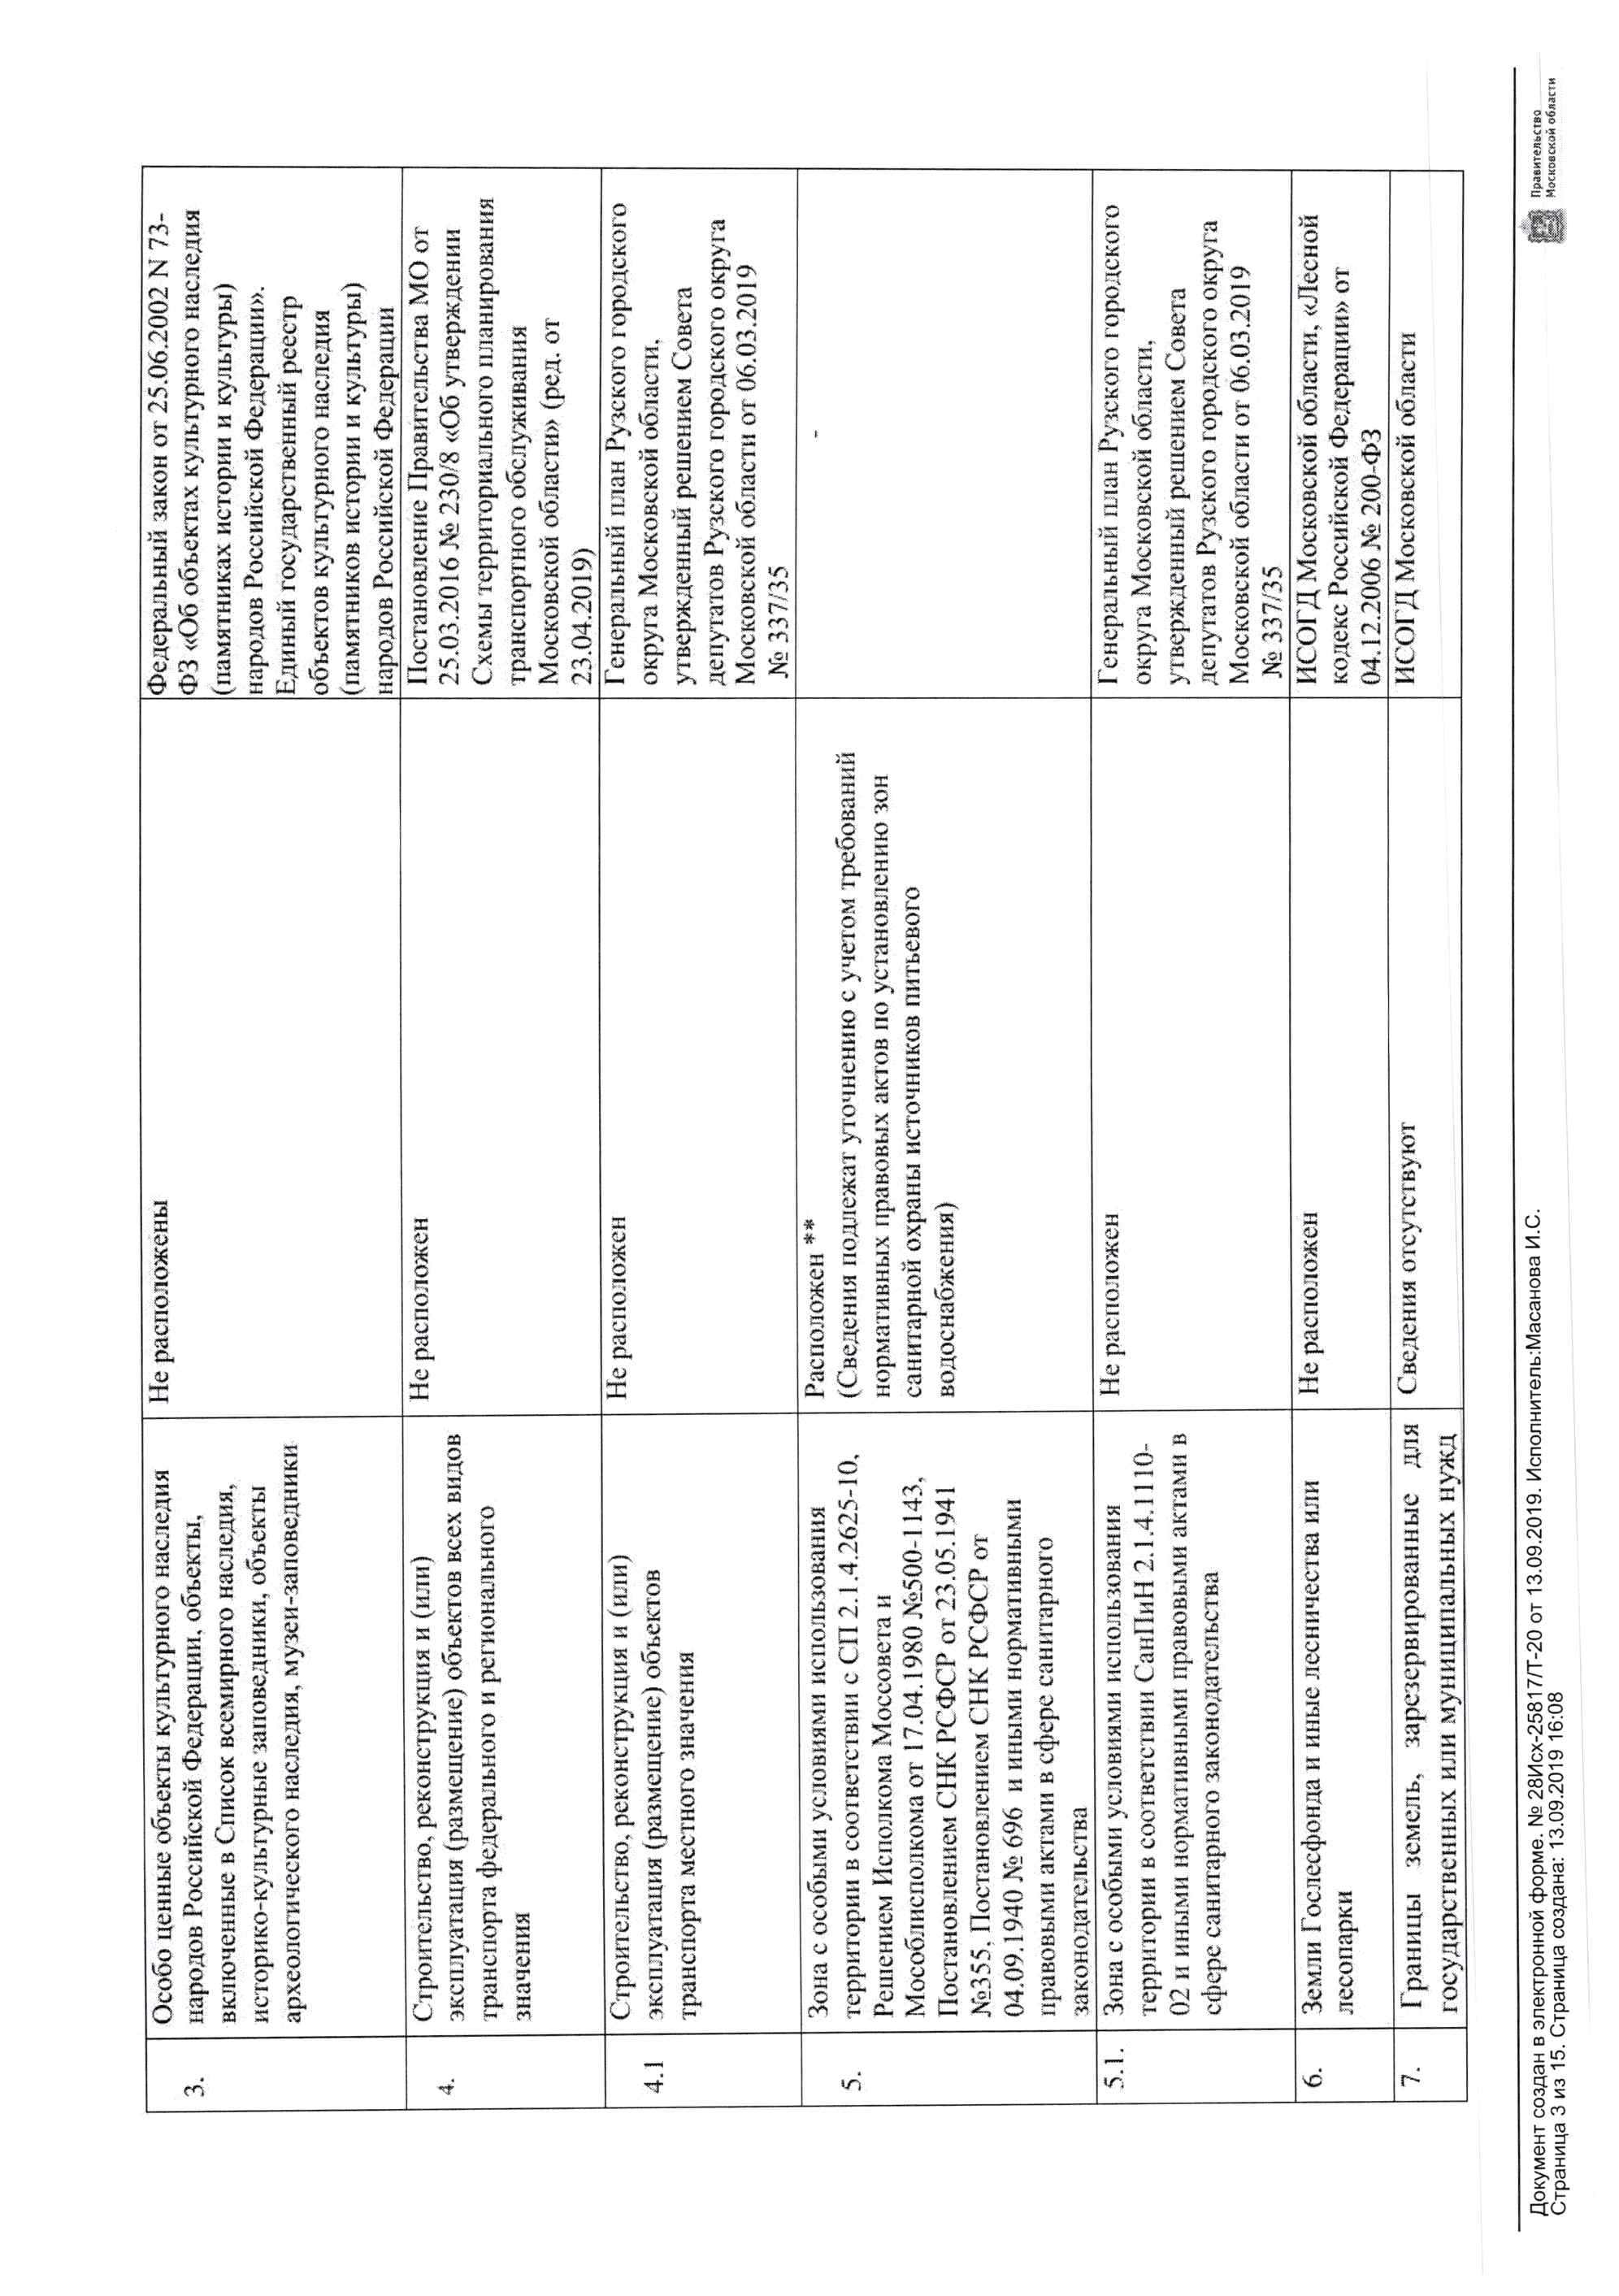 3.
Особо ценные объекты культурного наследия
народов Российской Федерации, объекты,
включенные в Список всемирного наследия,
историко-культурные заповедники, объекты
археологического наследия, музеи-заповедники
Не расположены
Федеральный закон от 25.06.2002 N 73-
ФЗ «Об объектах культурного наследия
(памятниках истории и культуры)
народов Российской Федерации».
Единый государственный реестр
объектов культурного наследия
(памятников истории и культуры)
народов Российской Федерации
4.
Строительство, реконструкция и (или)
эксплуатация (размещение) объектов всех видов
транспорта федерального и регионального
значения
Не расположен
Постановление Правительства МО от
25.03.2016 № 230/8 «Об утверждении
Схемы территориального планирования
транспортного обслуживания
Московской области» (ред. от
23.04.2019)
4.1
Строительство, реконструкция и (или)
эксплуатация (размещение) объектов
транспорта местного значения
Не расположен
Генеральный план Рузского городского
округа Московской области,
утвержденный решением Совета
депутатов Рузского городского округа
Московской области от 06.03.2019
№ 337/35
5.
Зона с особыми условиями использования
территории в соответствии с СП 2.1.4.2625-10,
Решением Исполкома Моссовета и
Мособлисполкома от 17.04.1980 №500-1143,
Постановлением СНК РСФСР от 23.05.1941
№355, Постановлением СНК РСФСР от
04.09.1940 № 696 и иными нормативными
правовыми актами в сфере санитарного
законодательства
Расположен **
(Сведения подлежат уточнению с учетом требований
нормативных правовых актов по установлению зон
санитарной охраны источников питьевого
водоснабжения)
-
5.1.
Зона с особыми условиями использования
территории в соответствии СанПиН 2.1.4.1110-
02 и иными нормативными правовыми актами в
сфере санитарного законодательства
Не расположен
Генеральный план Рузского городского
округа Московской области,
утвержденный решением Совета
депутатов Рузского городского округа
Московской области от 06.03.2019
№ 337/35
6.
Земли Гослесфонда и иные лесничества или
лесопарки
Не расположен
ИСОГД Московской области, «Лесной
кодекс Российской Федерации» от
04.12.2006 № 200-ФЗ
7.
Границы земель, зарезервированные для
государственных или муниципальных нужд
Сведения отсутствуют
ИСОГД Московской области
Документ создан в электронной форме. № 28Исх-25817/Т-20 от 13.09.2019. Исполнитель:Масанова И.С.
Страница 3 из 15. Страница создана: 13.09.2019 16:08
Правительство
Московской области